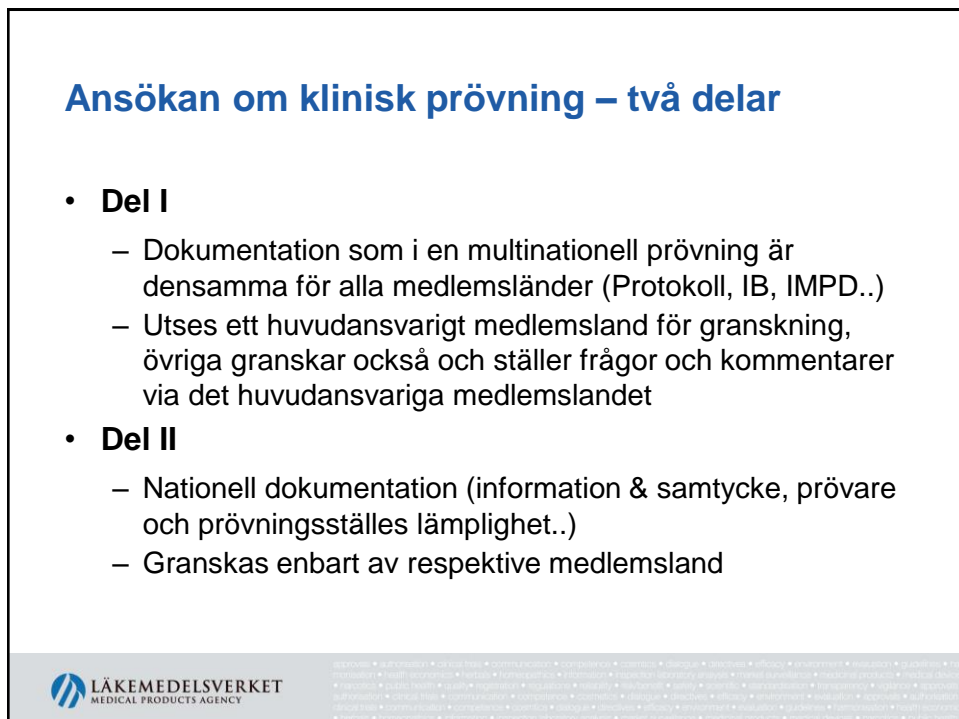 Ansökan om klinisk prövning – två delar
• Del I
– Dokumentation som i en multinationell prövning är
densamma för alla medlemsländer (Protokoll, IB, IMPD..)
– Utses ett huvudansvarigt medlemsland för granskning,
övriga granskar också och ställer frågor och kommentarer
via det huvudansvariga medlemslandet
• Del II
– Nationell dokumentation (information & samtycke, prövare
och prövningsställes lämplighet..)
– Granskas enbart av respektive medlemsland
LÄKEMEDELSVERKET
MEDICAL PRODUCTS AGENCY